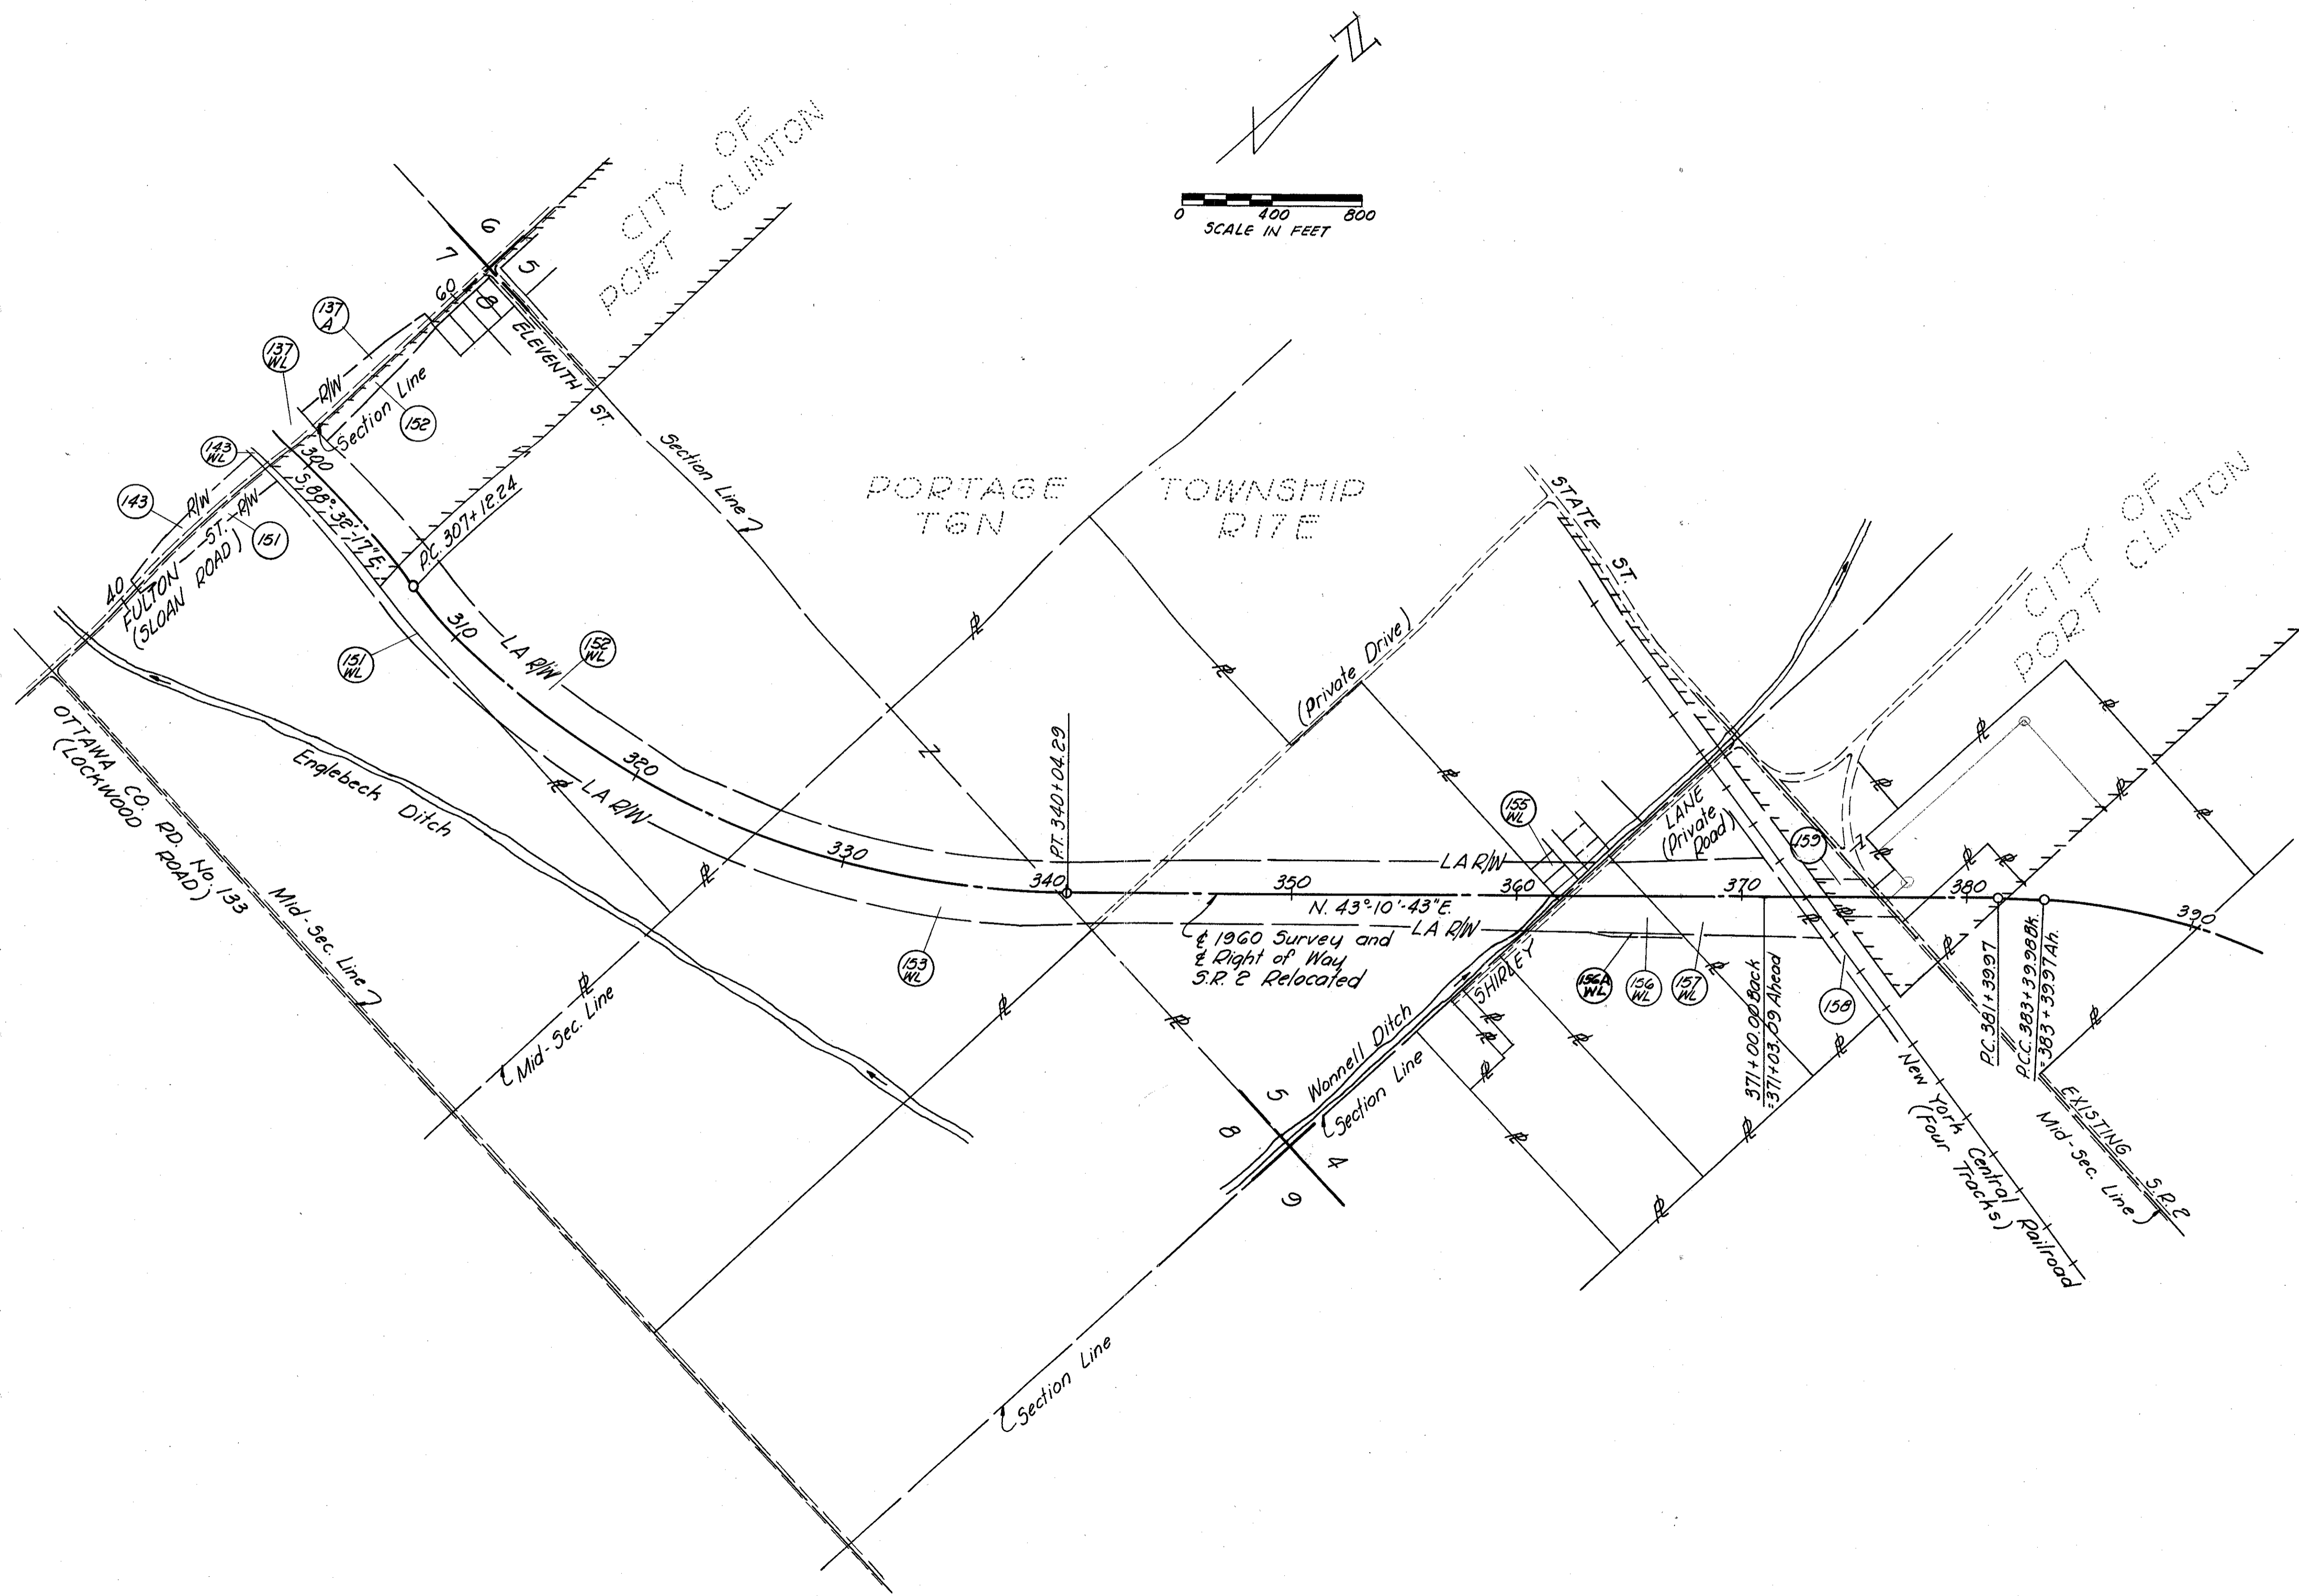 N
0 400 800
SCALE IN FEET
CITY OF
PORT CLINTON
6
7
5
8
60
ELEVENTH
ST.
137
A
137
WL
R/W
Section Line
152
143
WL
143
R/W
300
S.88°-38'-17"E.
P.C. 307+12.24
R/W
151
40
FULTON ST.
(SLOAN ROAD)
Section Line
PORTAGE TOWNSHIP
T6N R17E
310
LA R/W
152
WL
151
WL
OTTAWA CO. RD. No. 133
(LOCKWOOD ROAD)
Englebeck Ditch
Mid-Sec. Line
320
LA R/W
330
340
P.T. 340+04.29
153
WL
Mid-Sec. Line
(Private Drive)
STATE
ST.
CITY OF
PORT CLINTON
155
WL
LANE
(Private
Road)
159
LA R/W
350
360
370
380
390
N. 43°-10'-43"E.
LA R/W
℄ 1960 Survey and
℄ Right of Way
S.R. 2 Relocated
SHIRLEY
156A
WL
156
WL
157
WL
158
371+00.00 Back
=371+03.09 Ahead
P.C. 381+39.97
P.C.C. 383+39.98 Bk.
=383+39.97 Ah.
Wonnell Ditch
Section Line
5
8
4
9
New York Central Railroad
(Four Tracks)
EXISTING S.R. 2
Mid-Sec. Line
Section Line